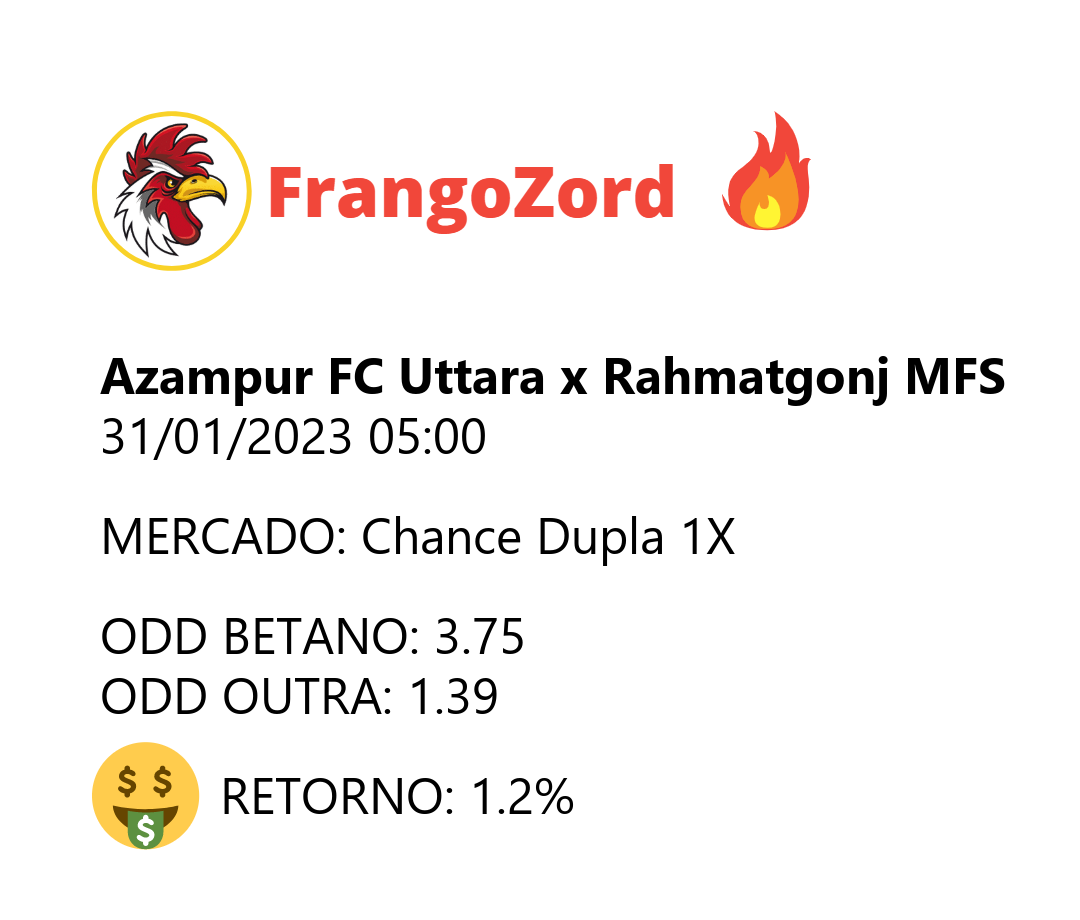 FrangoZord
Azampur FC Uttara x Rahmatgonj MFS
31/01/2023 05:00
MERCADO: Chance Dupla 1X
ODD BETANO: 3.75
ODD OUTRA: 1.39
$ $
$
RETORNO: 1.2%